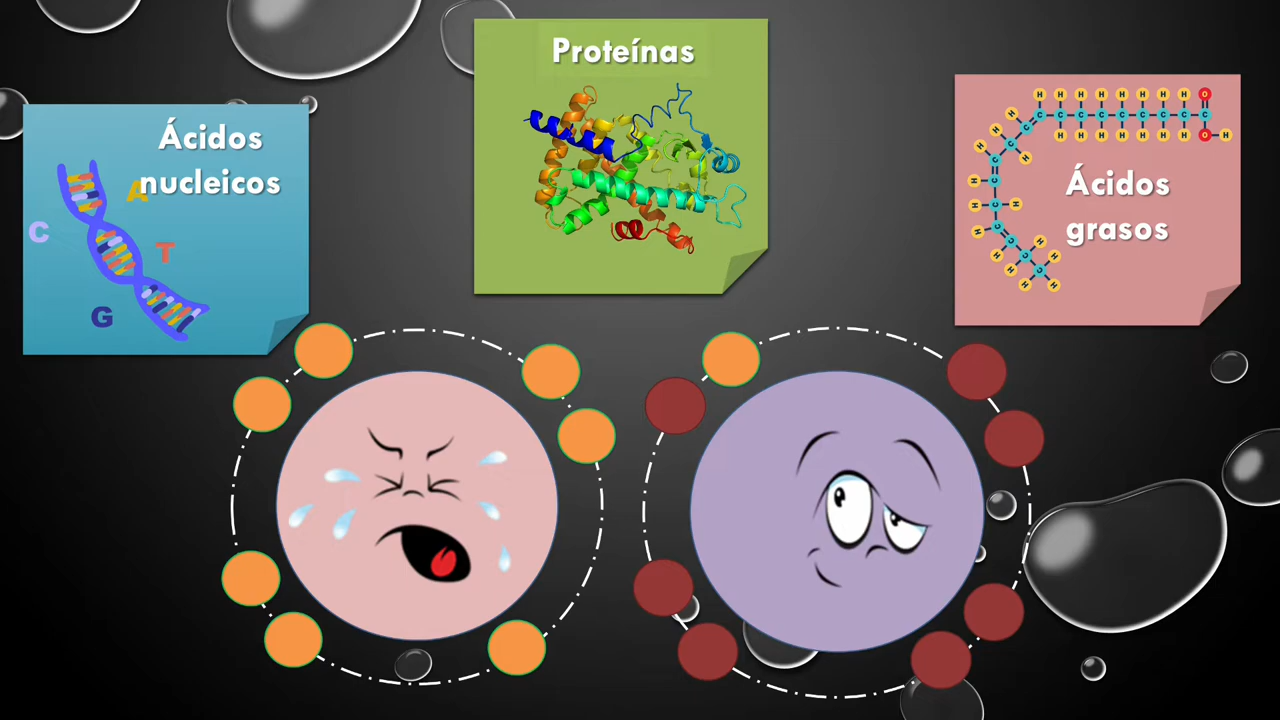 Proteínas
Ácidos
nucleicos
A
C
T
G
H H H H H H H H O
H C C C C C C C C C
H C H H H H H H H O H
H C H
H C
H C
H C H
H C
C H
H C H
H C H
H H
Ácidos
grasos